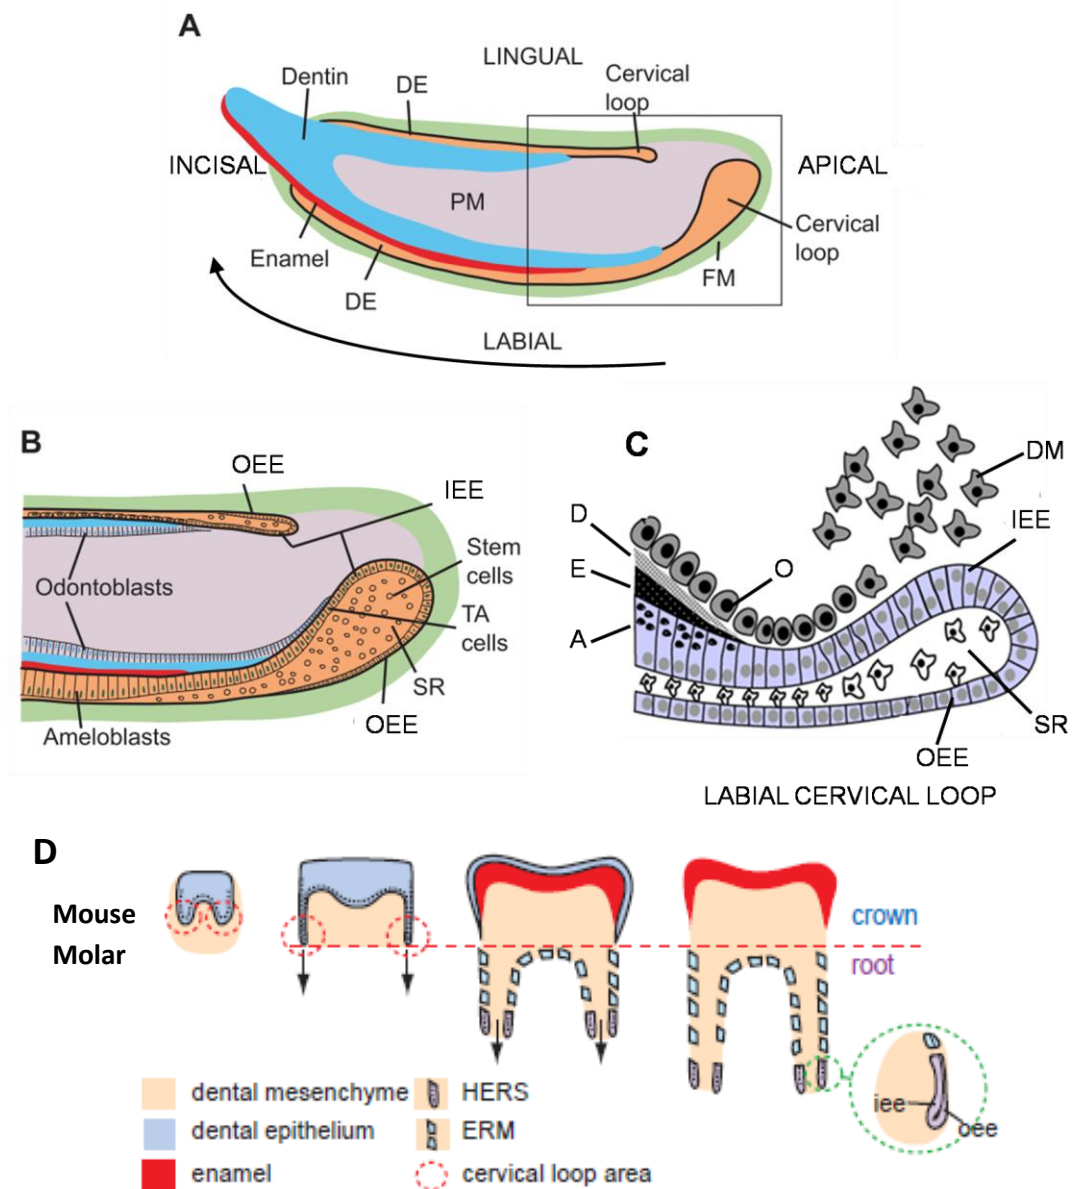 A
LINGUAL
Dentin
DE
Cervical
loop
INCISAL
APICAL
PM
Cervical
loop
Enamel
FM
DE
LABIAL
B
OEE
IEE
Stem
cells
Odontoblasts
TA
cells
SR
OEE
Ameloblasts
C
DM
D
IEE
E
O
A
SR
OEE
LABIAL CERVICAL LOOP
D
Mouse
Molar
crown
root
iee
oee
dental mesenchyme
HERS
dental epithelium
ERM
enamel
cervical loop area